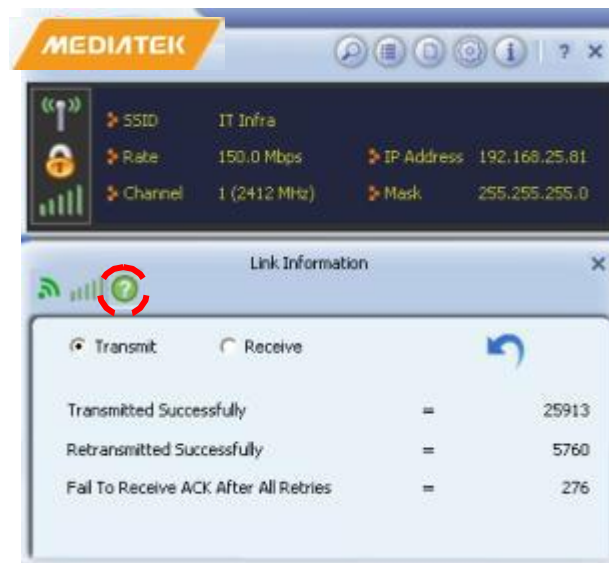 MEDIATEK
? ×
SSID IT Infra
Rate 150.0 Mbps IP Address 192.168.25.81
Channel 1 (2412 MHz) Mask 255.255.255.0
Link Information ×
?
Transmit Receive
Transmitted Successfully = 25913
Retransmitted Successfully = 5760
Fail To Receive ACK After All Retries = 276